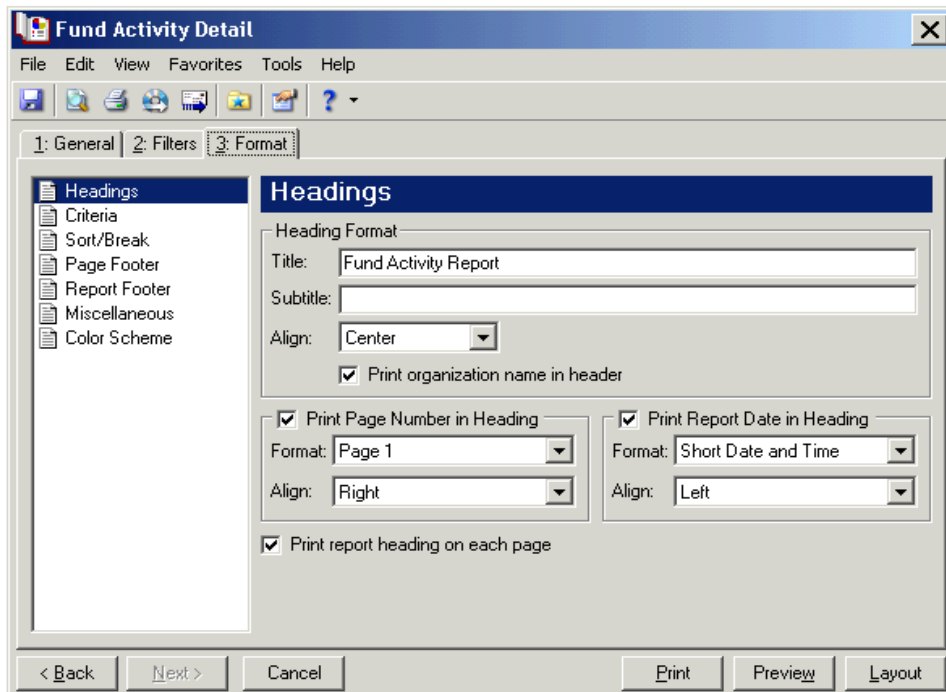 Fund Activity Detail
File Edit View Favorites Tools Help
1: General 2: Filters 3: Format
Headings
Criteria
Sort/Break
Page Footer
Report Footer
Miscellaneous
Color Scheme
Headings
Heading Format
Title: Fund Activity Report
Subtitle:
Align: Center
Print organization name in header
Print Page Number in Heading
Format: Page 1
Align: Right
Print Report Date in Heading
Format: Short Date and Time
Align: Left
Print report heading on each page
< Back Next > Cancel Print Preview Layout